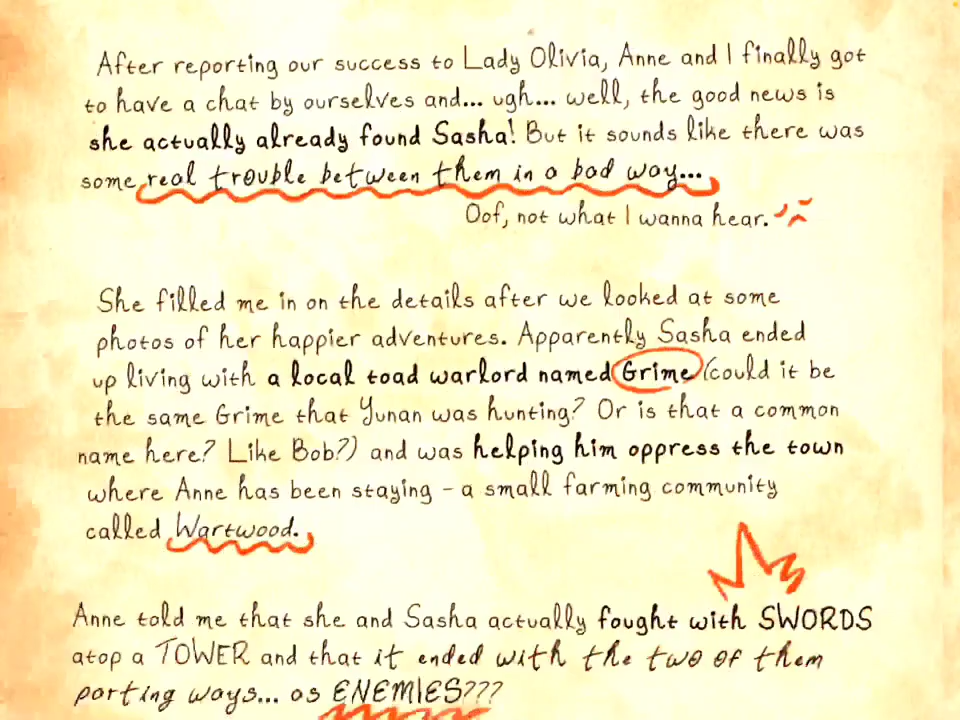 After reporting our success to Lady Olivia, Anne and I finally got
to have a chat by ourselves and... ugh... well, the good news is
she actually already found Sasha! But it sounds like there was
some real trouble between them in a bad way...
Oof, not what I wanna hear.
She filled me in on the details after we looked at some
photos of her happier adventures. Apparently Sasha ended
up living with a local toad warlord named Grime (could it be
the same Grime that Yunan was hunting? Or is that a common
name here? Like Bob?) and was helping him oppress the town
where Anne has been staying - a small farming community
called Wartwood.
Anne told me that she and Sasha actually fought with SWORDS
atop a TOWER and that it ended with the two of them
parting ways... as ENEMIES???